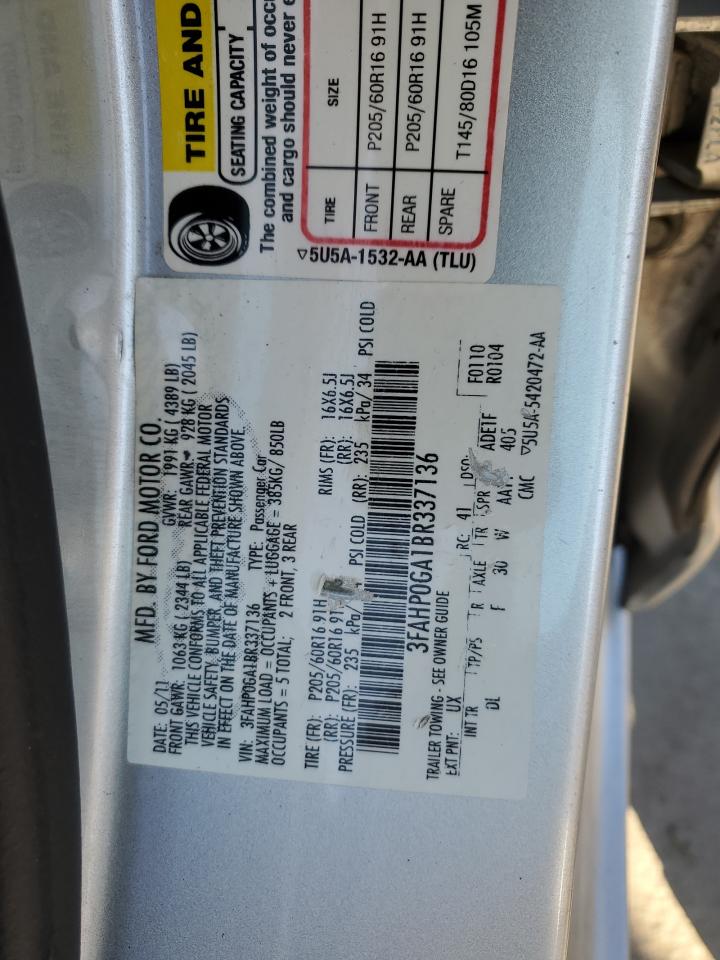 TIRE AND
SEATING CAPACITY
The combined weight of occu
and cargo should never e
TIRE SIZE
FRONT P205/60R16 91H
REAR P205/60R16 91H
SPARE T145/80D16 105M
5U5A-1532-AA (TLU)
MFD. BY FORD MOTOR CO.
DATE: 05/11 GVWR: 1991 KG ( 4389 LB)
FRONT GAWR: 1063 KG ( 2344 LB) REAR GAWR: 928 KG ( 2045 LB)
THIS VEHICLE CONFORMS TO ALL APPLICABLE FEDERAL MOTOR
VEHICLE SAFETY, BUMPER, AND THEFT PREVENTION STANDARDS
IN EFFECT ON THE DATE OF MANUFACTURE SHOWN ABOVE.
VIN: 3FAHP0GA1BR337136 TYPE: Passenger Car
MAXIMUM LOAD = OCCUPANTS + LUGGAGE = 385KG/ 850LB
OCCUPANTS = 5 TOTAL; 2 FRONT, 3 REAR
TIRE (FR): P205/60R16 91H RIMS (FR): 16X6.5J
(RR): P205/60R16 91 (RR): 16X6.5J
PRESSURE (FR): 235 kPa/ PSI COLD (RR): 235 kPa/ 34 PSI COLD
3FAHP0GA1BR337136
TRAILER TOWING - SEE OWNER GUIDE
EXT PNT: UX RC: 41 DSO: F0110
R0104
INT TR TP/PS R AXLE TR SPR ADE1F
DL F 30 W 405
CMC 5U5A-5420472-AA